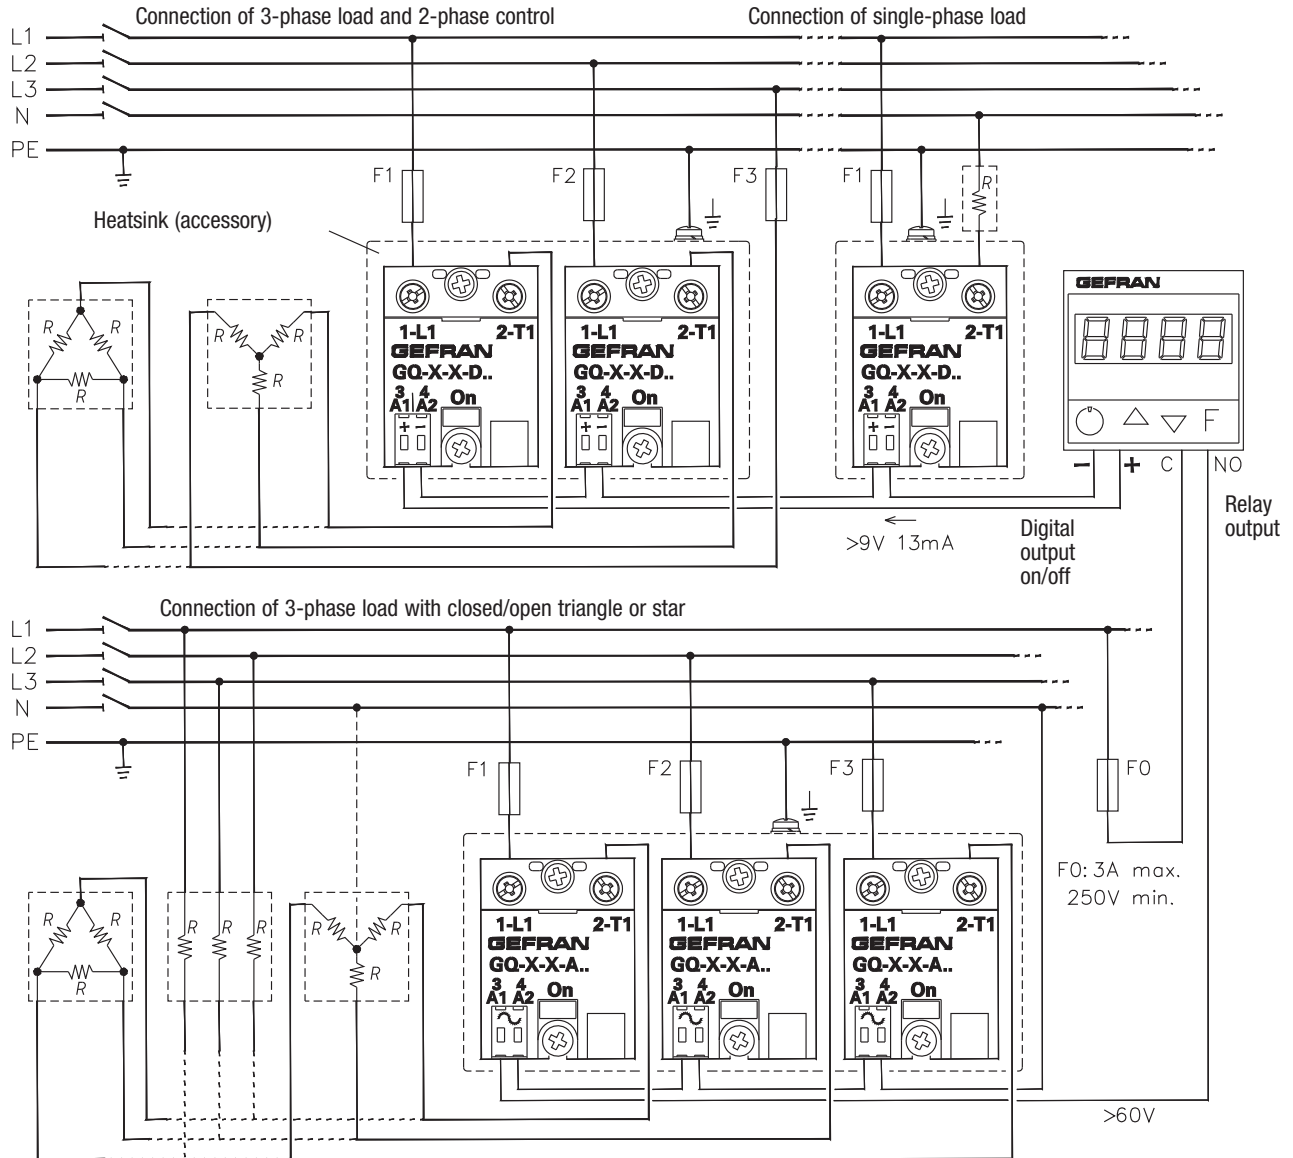 Connection of 3-phase load and 2-phase control
Connection of single-phase load
L1
L2
L3
N
PE
F1
F2
F3
F1
R
Heatsink (accessory)
R
R
R
R
R
R
1-L1 2-T1
GEFRAN
GQ-X-X-D..
3 4
A1 A2
On
+ −
1-L1 2-T1
GEFRAN
GQ-X-X-D..
3 4
A1 A2
On
+ −
1-L1 2-T1
GEFRAN
GQ-X-X-D..
3 4
A1 A2
On
+ −
GEFRAN
8888
F
− + C NO
>9V 13mA
Digital
output
on/off
Relay
output
Connection of 3-phase load with closed/open triangle or star
L1
L2
L3
N
PE
F1
F2
F3
F0
F0: 3A max.
250V min.
R
R
R
R
R
R
R
R
R
1-L1 2-T1
GEFRAN
GQ-X-X-A..
3 4
A1 A2
On
1-L1 2-T1
GEFRAN
GQ-X-X-A..
3 4
A1 A2
On
1-L1 2-T1
GEFRAN
GQ-X-X-A..
3 4
A1 A2
On
>60V